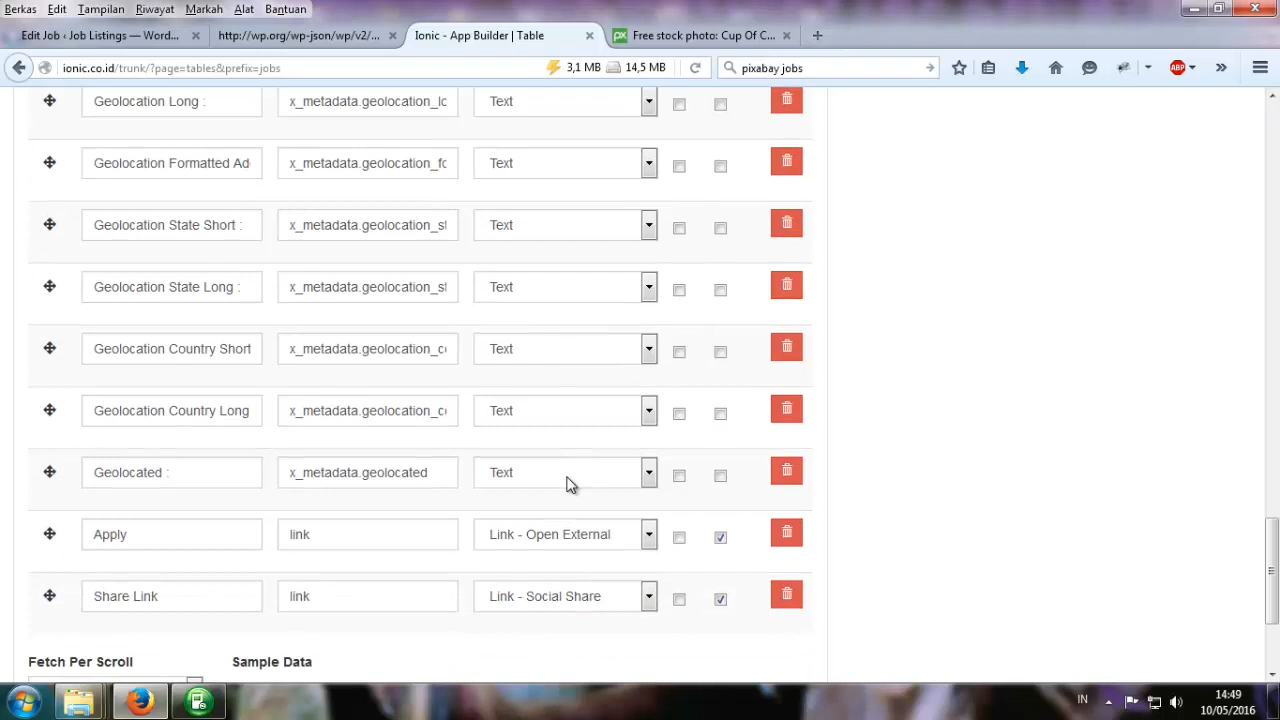 Berkas Edit Tampilan Riwayat Markah Alat Bantuan
Edit Job ‹ Job Listings — Word... http://wp.org/wp-json/wp/v2/... Ionic - App Builder | Table Free stock photo: Cup Of C...
ionic.co.id/trunk/?page=tables&prefix=jobs 3,1 MB 14,5 MB pixabay jobs ABP
Geolocation Long : x_metadata.geolocation_lo Text
Geolocation Formatted Ad x_metadata.geolocation_fo Text
Geolocation State Short : x_metadata.geolocation_st Text
Geolocation State Long : x_metadata.geolocation_st Text
Geolocation Country Short x_metadata.geolocation_co Text
Geolocation Country Long x_metadata.geolocation_co Text
Geolocated : x_metadata.geolocated Text
Apply link Link - Open External
Share Link link Link - Social Share
Fetch Per Scroll Sample Data
IN 14:49
10/05/2016